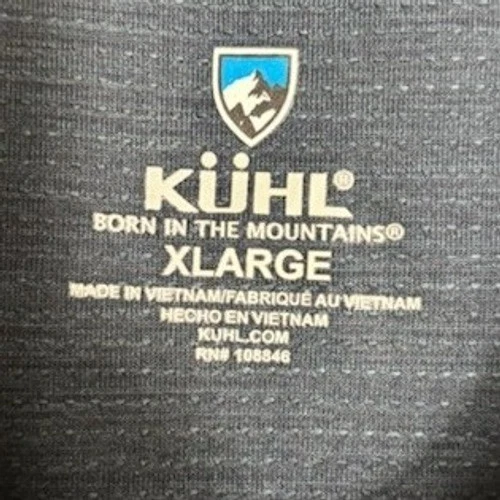 KÜHL®
BORN IN THE MOUNTAINS®
XLARGE
MADE IN VIETNAM/FABRIQUÉ AU VIETNAM
HECHO EN VIETNAM
KUHL.COM
RN# 108846